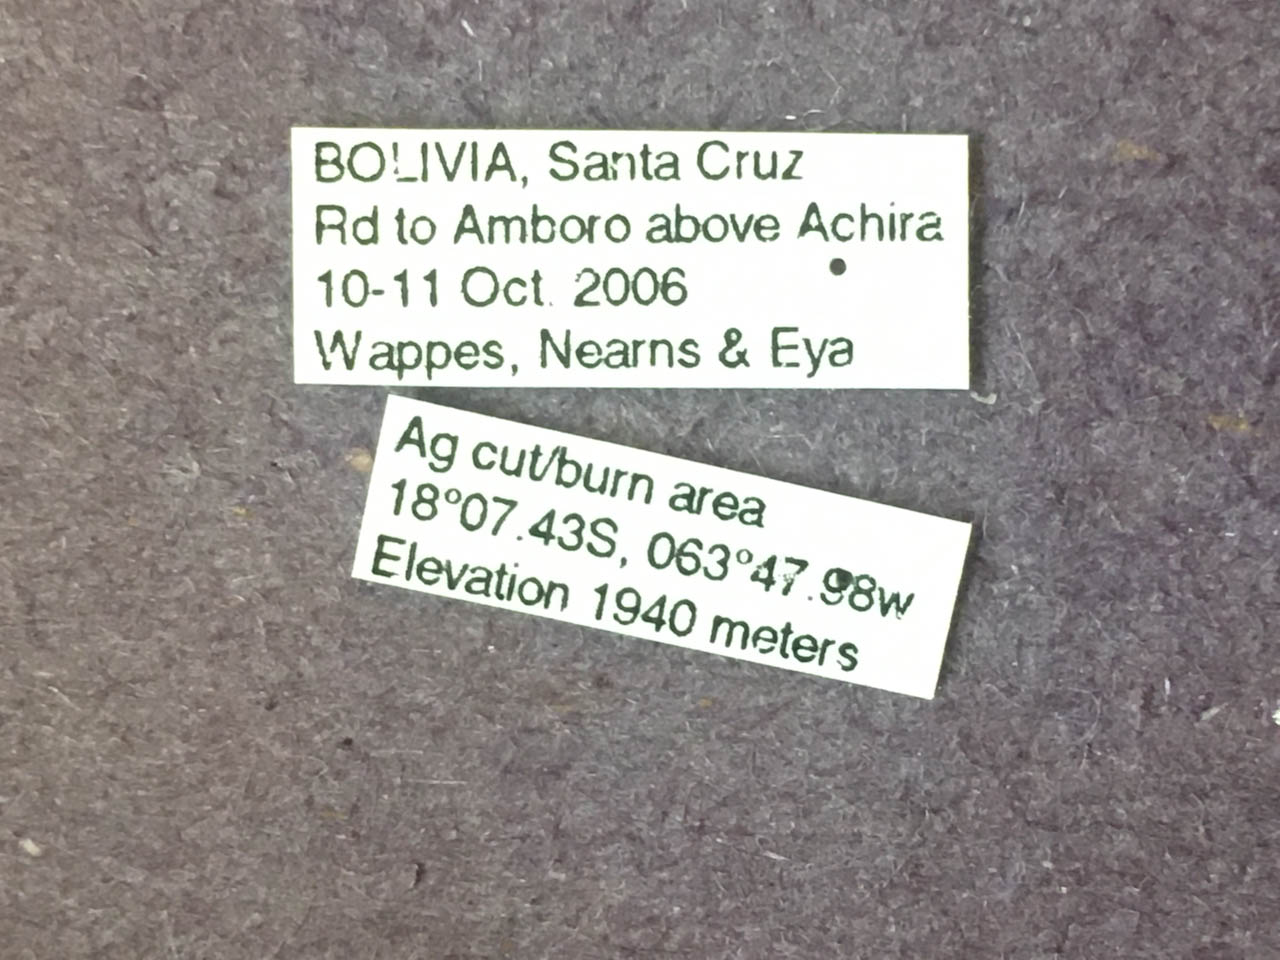 BOLIVIA, Santa Cruz
Rd to Amboro above Achira
10-11 Oct. 2006
Wappes, Nearns & Eya
Ag cut/burn area
18°07.43S, 063°47.98w
Elevation 1940 meters